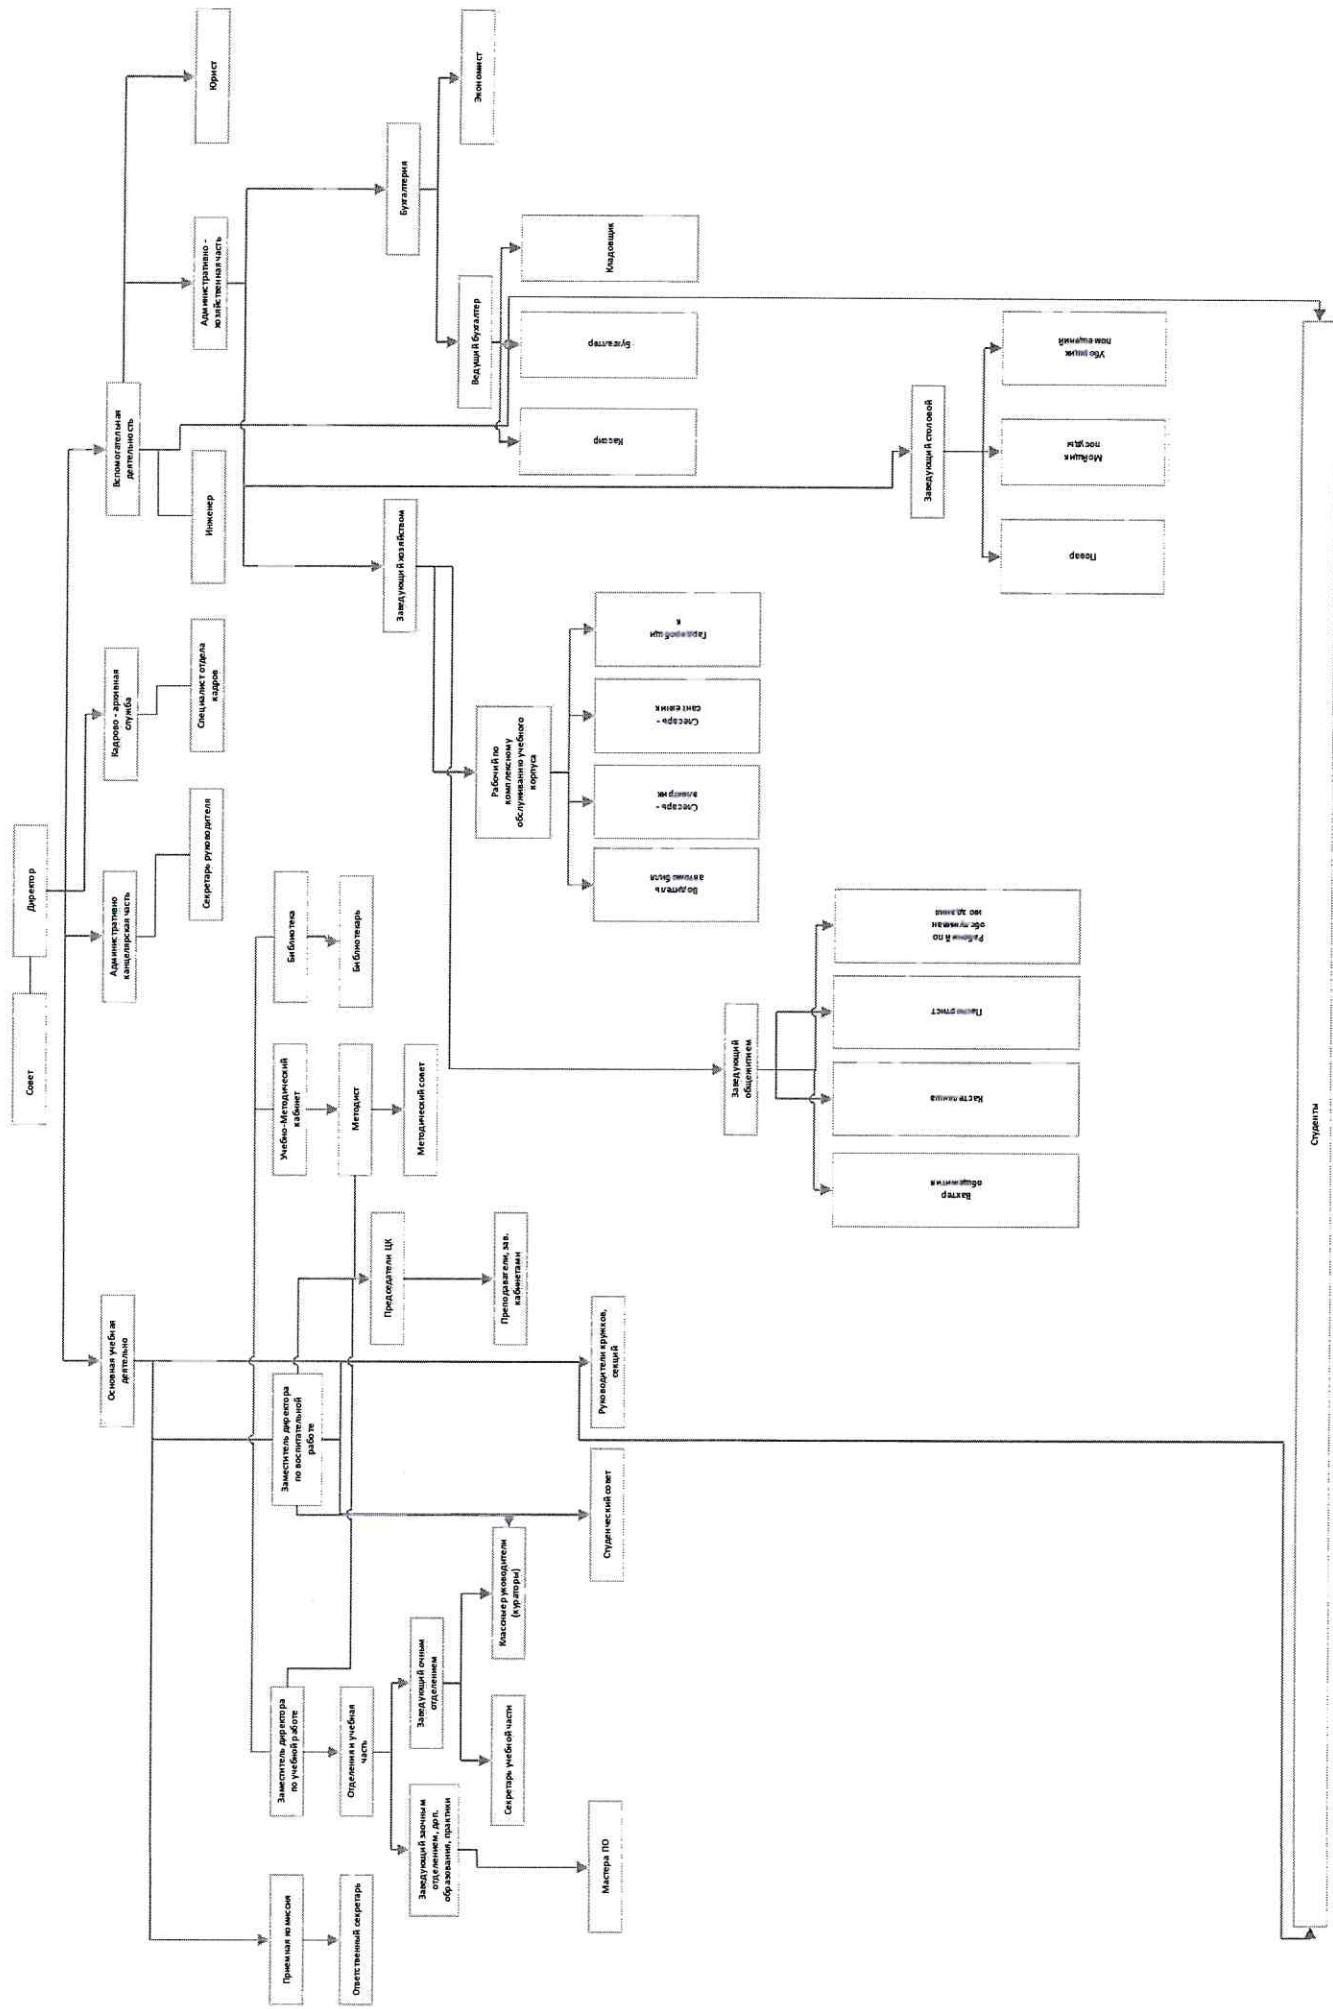 Совет
Директор
Основная учебная
деятельно
Административно
канцелярская часть
Кадрово - архивная
служба
Вспомогательная
деятельность
Секретарь руководителя
Специалист отдела
кадров
Инженер
Административно -
хозяйственная часть
Юрист
Приемная комиссия
Заместитель директора
по учебной работе
Заместитель директора
по воспитательной
работе
Учебно-Методический
кабинет
Библиотека
Ответственный секретарь
Отделения и учебная
часть
Методист
Библиотекарь
Председатели ЦК
Заведующий хозяйством
Бухгалтерия
Заведующий заочным
отделением, доп.
образования, практики
Заведующий очным
отделением
Методический совет
Ведущий бухгалтер
Экономист
Секретарь учебной части
Классные руководители
(кураторы)
Преподаватели, зав.
кабинетами
Рабочий по
комплексному
обслуживанию учебного
корпуса
Кассир
Бухгалтер
Кладовщик
Мастера ПО
Студенческий совет
Руководители кружков,
секций
Водитель
автомобиля
Слесарь -
электрик
Слесарь -
сантехник
Гардеробщи
к
Заведующий
общежитием
Заведующий столовой
Вахтер
общежития
Кастелянша
Паспортист
Рабочий по
обслуживан
ию здания
Повар
Мойщик
посуды
Уборщик
помещений
Студенты